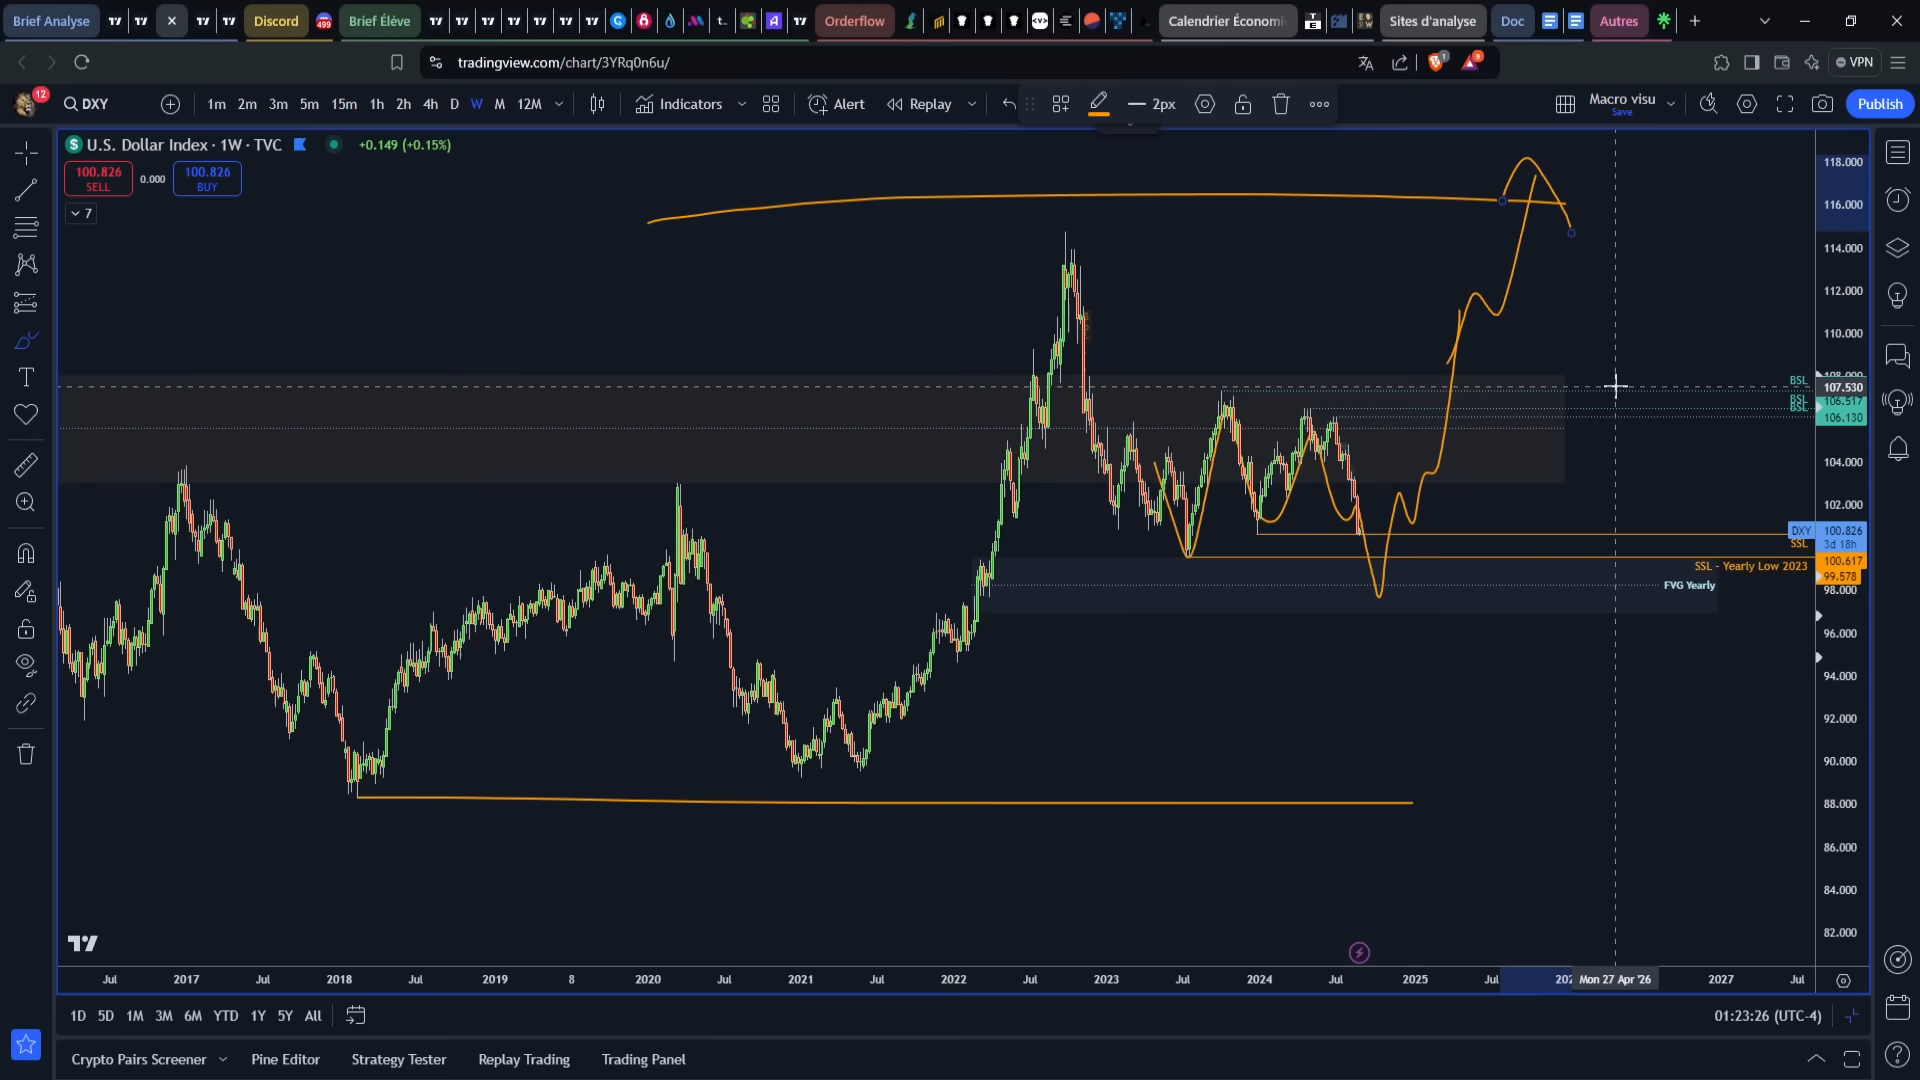 Brief Analyse
Discord
499
Brief Élève
Orderflow
Calendrier Économi
Sites d'analyse
Doc
Autres
tradingview.com/chart/3YRq0n6u/
1
9
VPN
12
DXY
1m 2m 3m 5m 15m 1h 2h 4h D W M 12M
Indicators
Alert
Replay
2px
Macro visu
Save
Publish
U.S. Dollar Index · 1W · TVC
+0.149 (+0.15%)
100.826
SELL
0.000
100.826
BUY
7
118.000
116.000
114.000
112.000
110.000
BSL
107.530
BSL
106.517
BSL
106.130
104.000
102.000
DXY
100.826
3d 18h
SSL
100.617
SSL - Yearly Low 2023
99.578
FVG Yearly
98.000
96.000
94.000
92.000
90.000
88.000
86.000
84.000
82.000
Jul 2017 Jul 2018 Jul 2019 8 2020 Jul 2021 Jul 2022 Jul 2023 Jul 2024 Jul 2025 Jul 202 Mon 27 Apr '26 2027 Jul
1D 5D 1M 3M 6M YTD 1Y 5Y All
01:23:26 (UTC-4)
Crypto Pairs Screener
Pine Editor
Strategy Tester
Replay Trading
Trading Panel